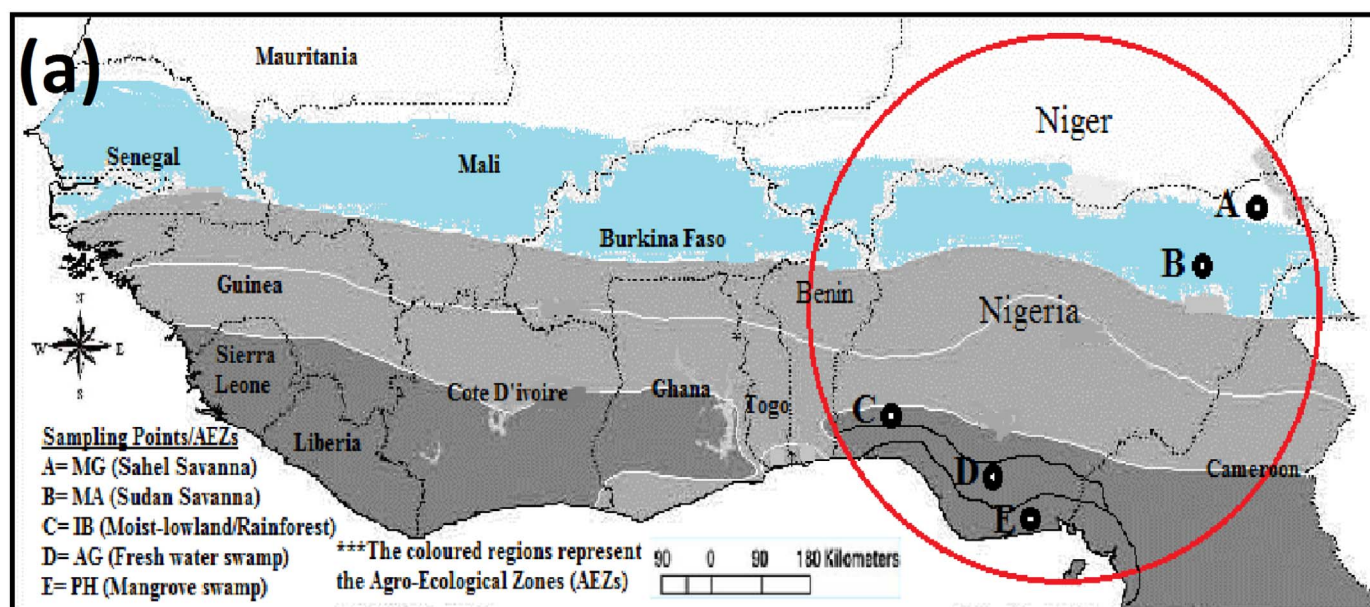 (a)
Mauritania
Niger
Senegal
Mali
A
Burkina Faso
B
Benin
Guinea
Nigeria
N
W E
S
Sierra
Leone
Cote D'ivoire
Ghana
Togo
C
Liberia
Cameroon
D
E
Sampling Points/AEZs
A= MG (Sahel Savanna)
B= MA (Sudan Savanna)
C= IB (Moist-lowland/Rainforest)
D= AG (Fresh water swamp)
E= PH (Mangrove swamp)
***The coloured regions represent
the Agro-Ecological Zones (AEZs)
90 0 90 180 Kilometers